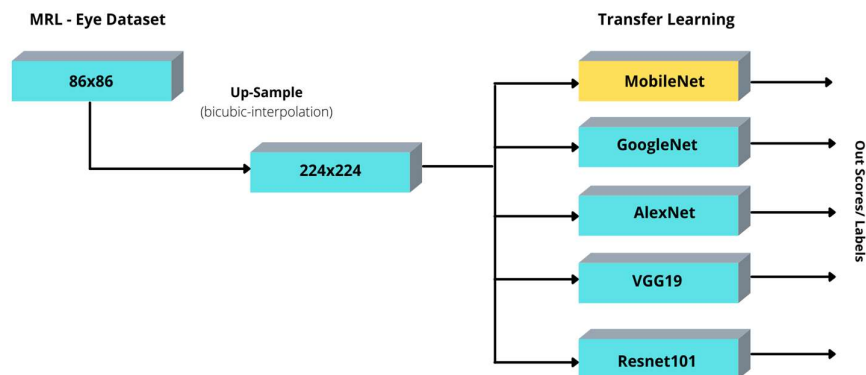 MRL - Eye Dataset
Transfer Learning
86x86
Up-Sample
(bicubic-interpolation)
224x224
MobileNet
GoogleNet
AlexNet
VGG19
Resnet101
Out Scores/ Labels